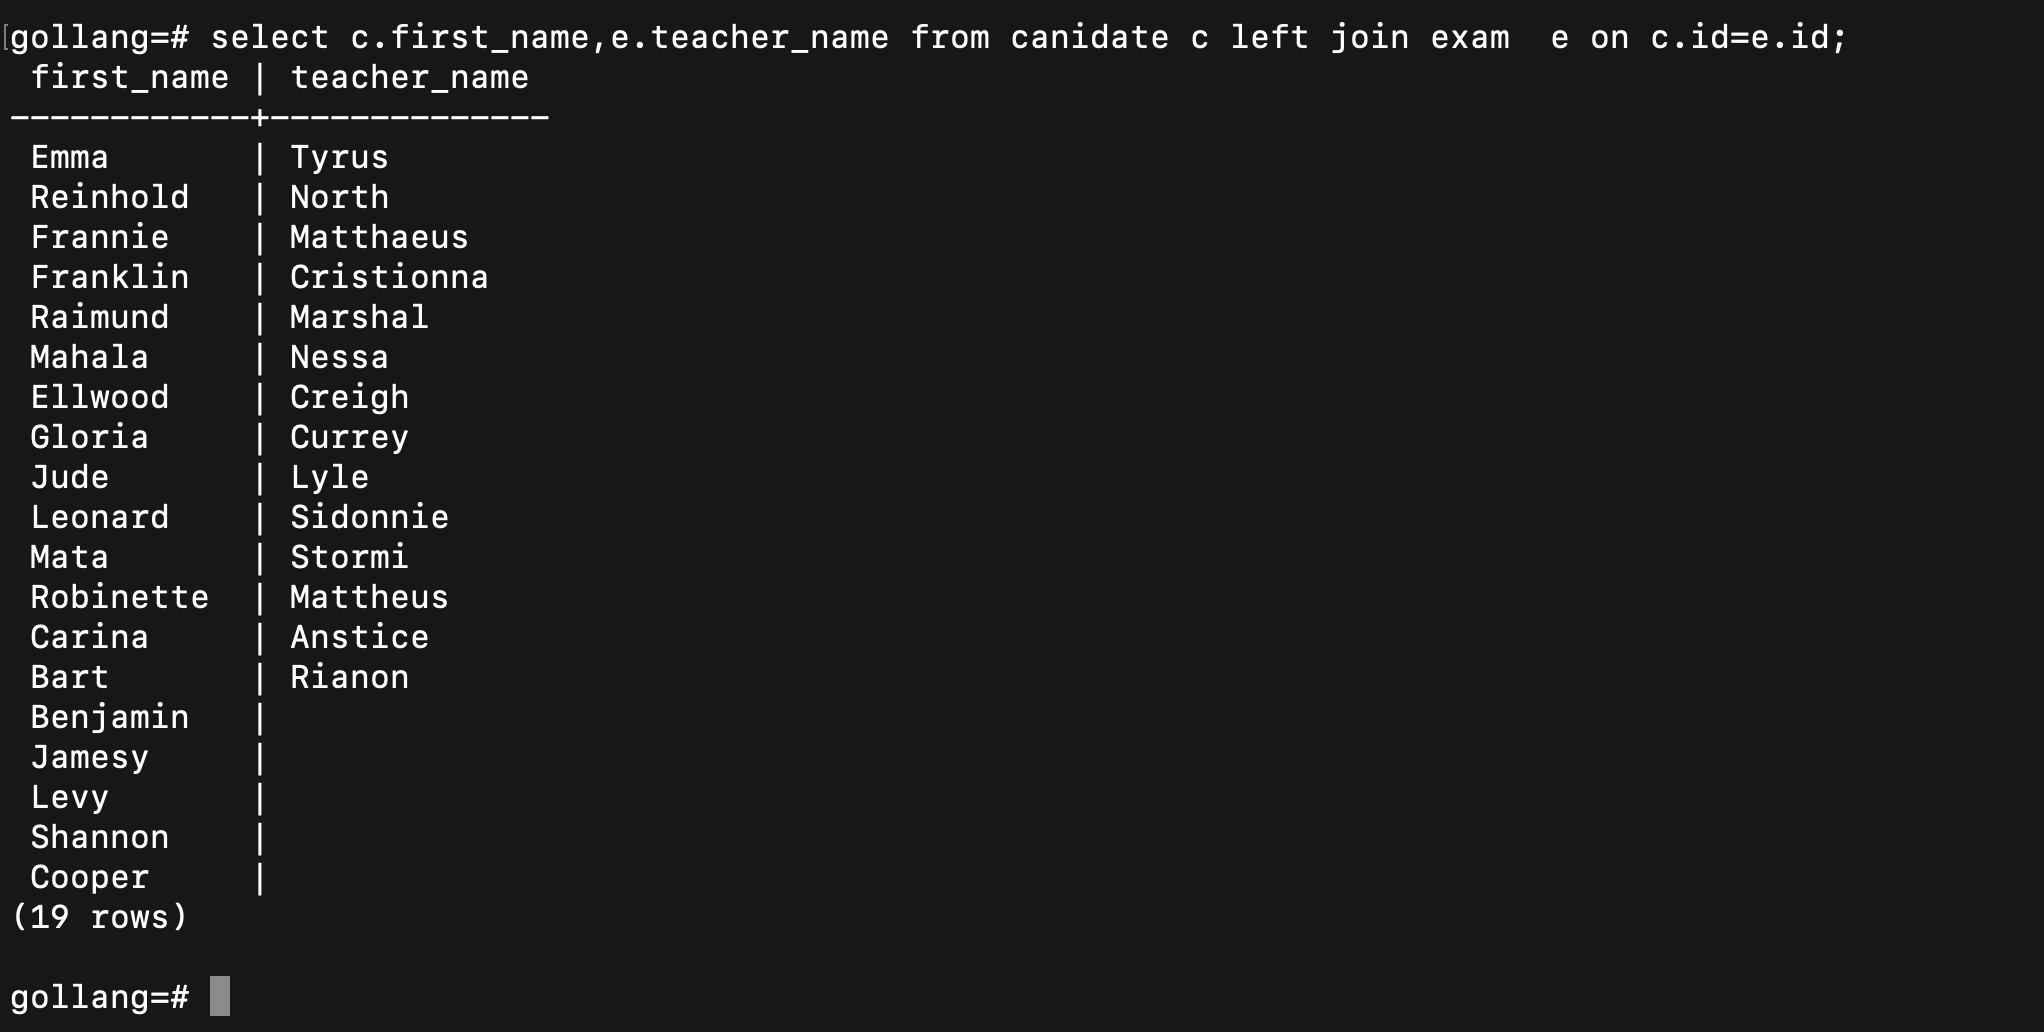 gollang=# select c.first_name,e.teacher_name from canidate c left join exam  e on c.id=e.id;
 first_name | teacher_name
------------+--------------
 Emma       | Tyrus
 Reinhold   | North
 Frannie    | Matthaeus
 Franklin   | Cristionna
 Raimund    | Marshal
 Mahala     | Nessa
 Ellwood    | Creigh
 Gloria     | Currey
 Jude       | Lyle
 Leonard    | Sidonnie
 Mata       | Stormi
 Robinette  | Mattheus
 Carina     | Anstice
 Bart       | Rianon
 Benjamin   |
 Jamesy     |
 Levy       |
 Shannon    |
 Cooper     |
(19 rows)

gollang=#